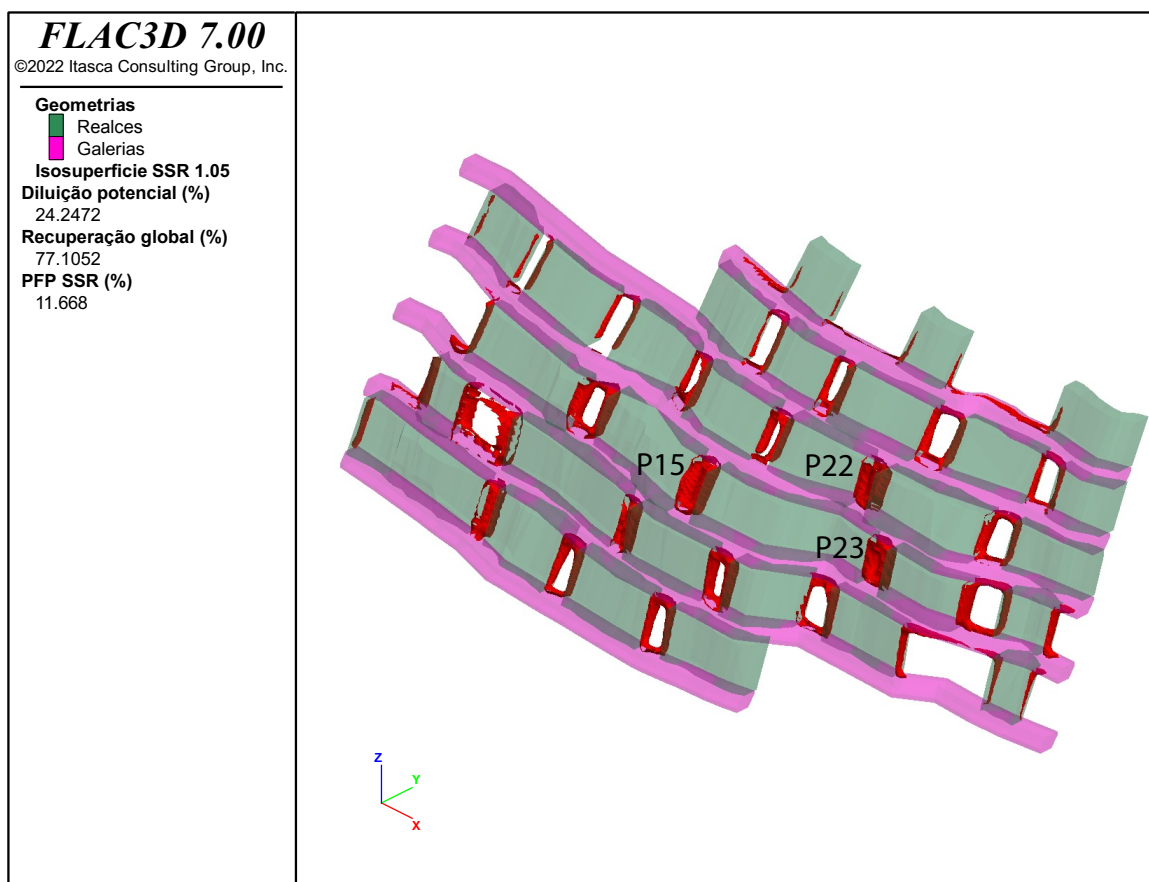 FLAC3D 7.00
©2022 Itasca Consulting Group, Inc.
Geometrias
Realces
Galerias
Isosuperficie SSR 1.05
Diluição potencial (%)
24.2472
Recuperação global (%)
77.1052
PFP SSR (%)
11.668
P15
P22
P23
Z
Y
X